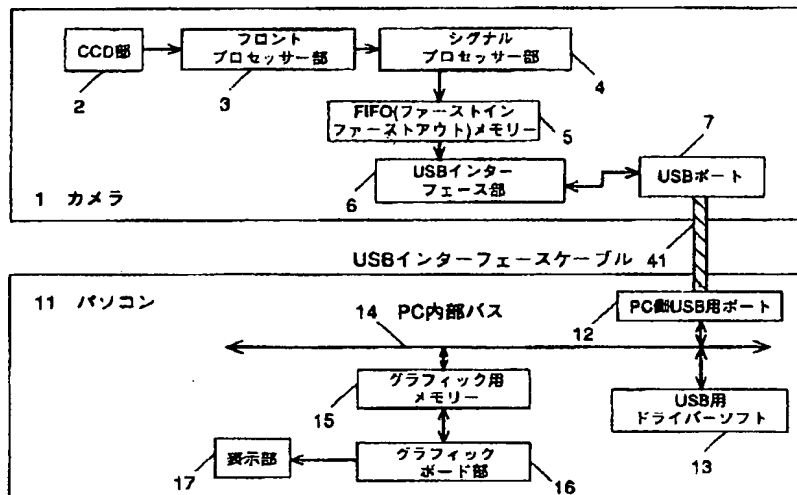 CCD部
2
フロント
プロセッサー部
3
シグナル
プロセッサー部
4
FIFO(ファーストイン
ファーストアウト)メモリー
5
USBインター
フェース部
6
7
USBポート
1 カメラ
USBインターフェースケーブル 41
11 パソコン
PC側USB用ポート
12
14 PC内部バス
グラフィック用
メモリー
15
USB用
ドライバーソフト
13
グラフィック
ボード部
16
表示部
17